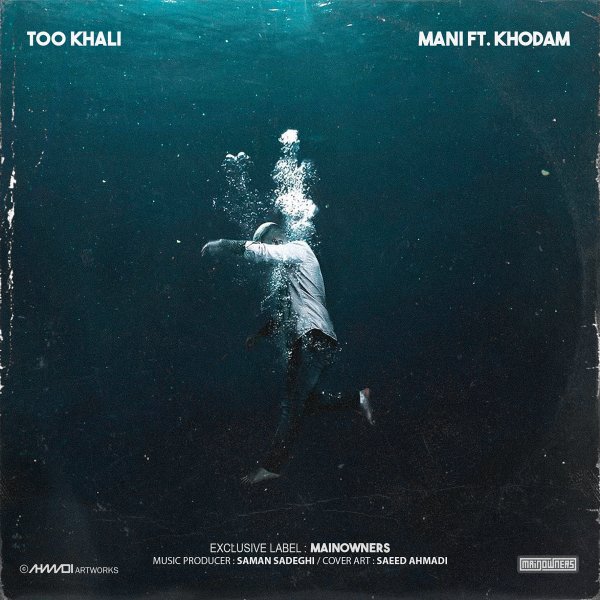 TOO KHALI
MANI FT. KHODAM
EXCLUSIVE LABEL : MAINOWNERS
MUSIC PRODUCER : SAMAN SADEGHI / COVER ART : SAEED AHMADI
© AHMADI ARTWORKS
MAINOWNERS